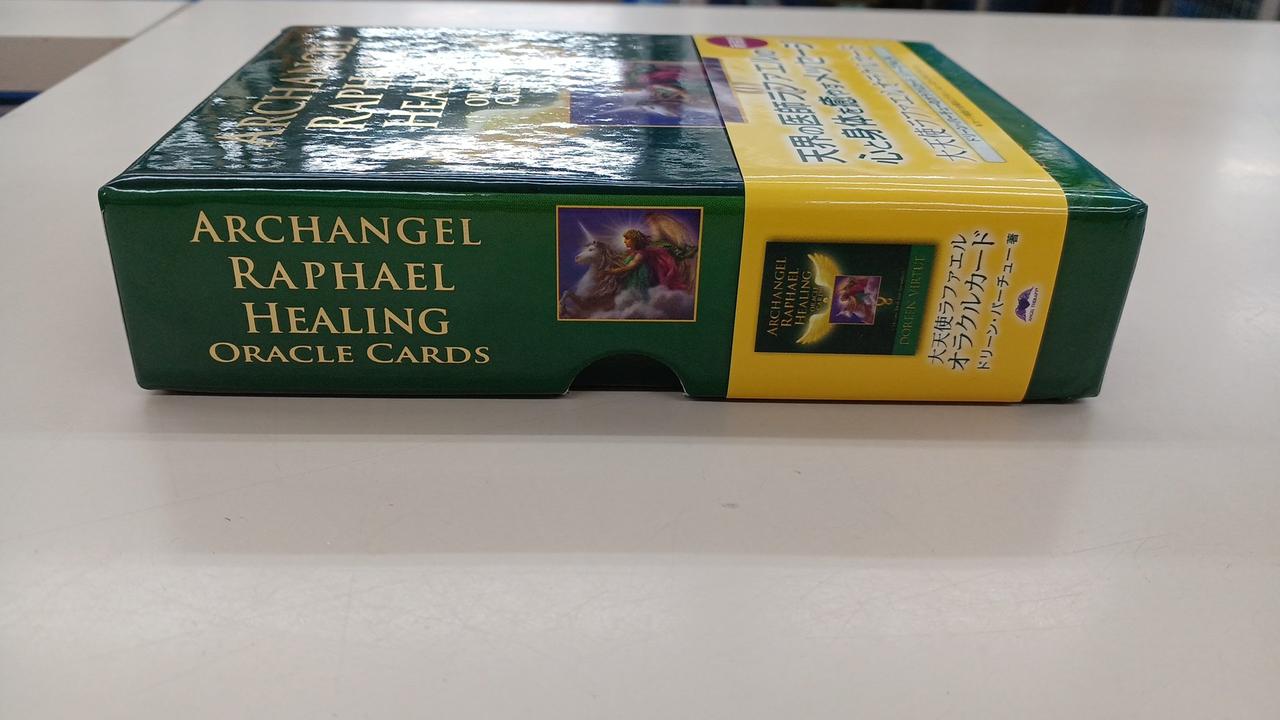 ARCHANGEL
RAPHAEL
HEALING
ORACLE
CARDS
天界の医師ラファエルの
心と身体を癒やすメッセージ
ARCHANGEL
RAPHAEL
HEALING
ORACLE CARDS
ARCHANGEL
RAPHAEL
HEALING
DOREEN VIRTUE
大天使ラファエル
オラクルカード
ドリーン・バーチュー 著